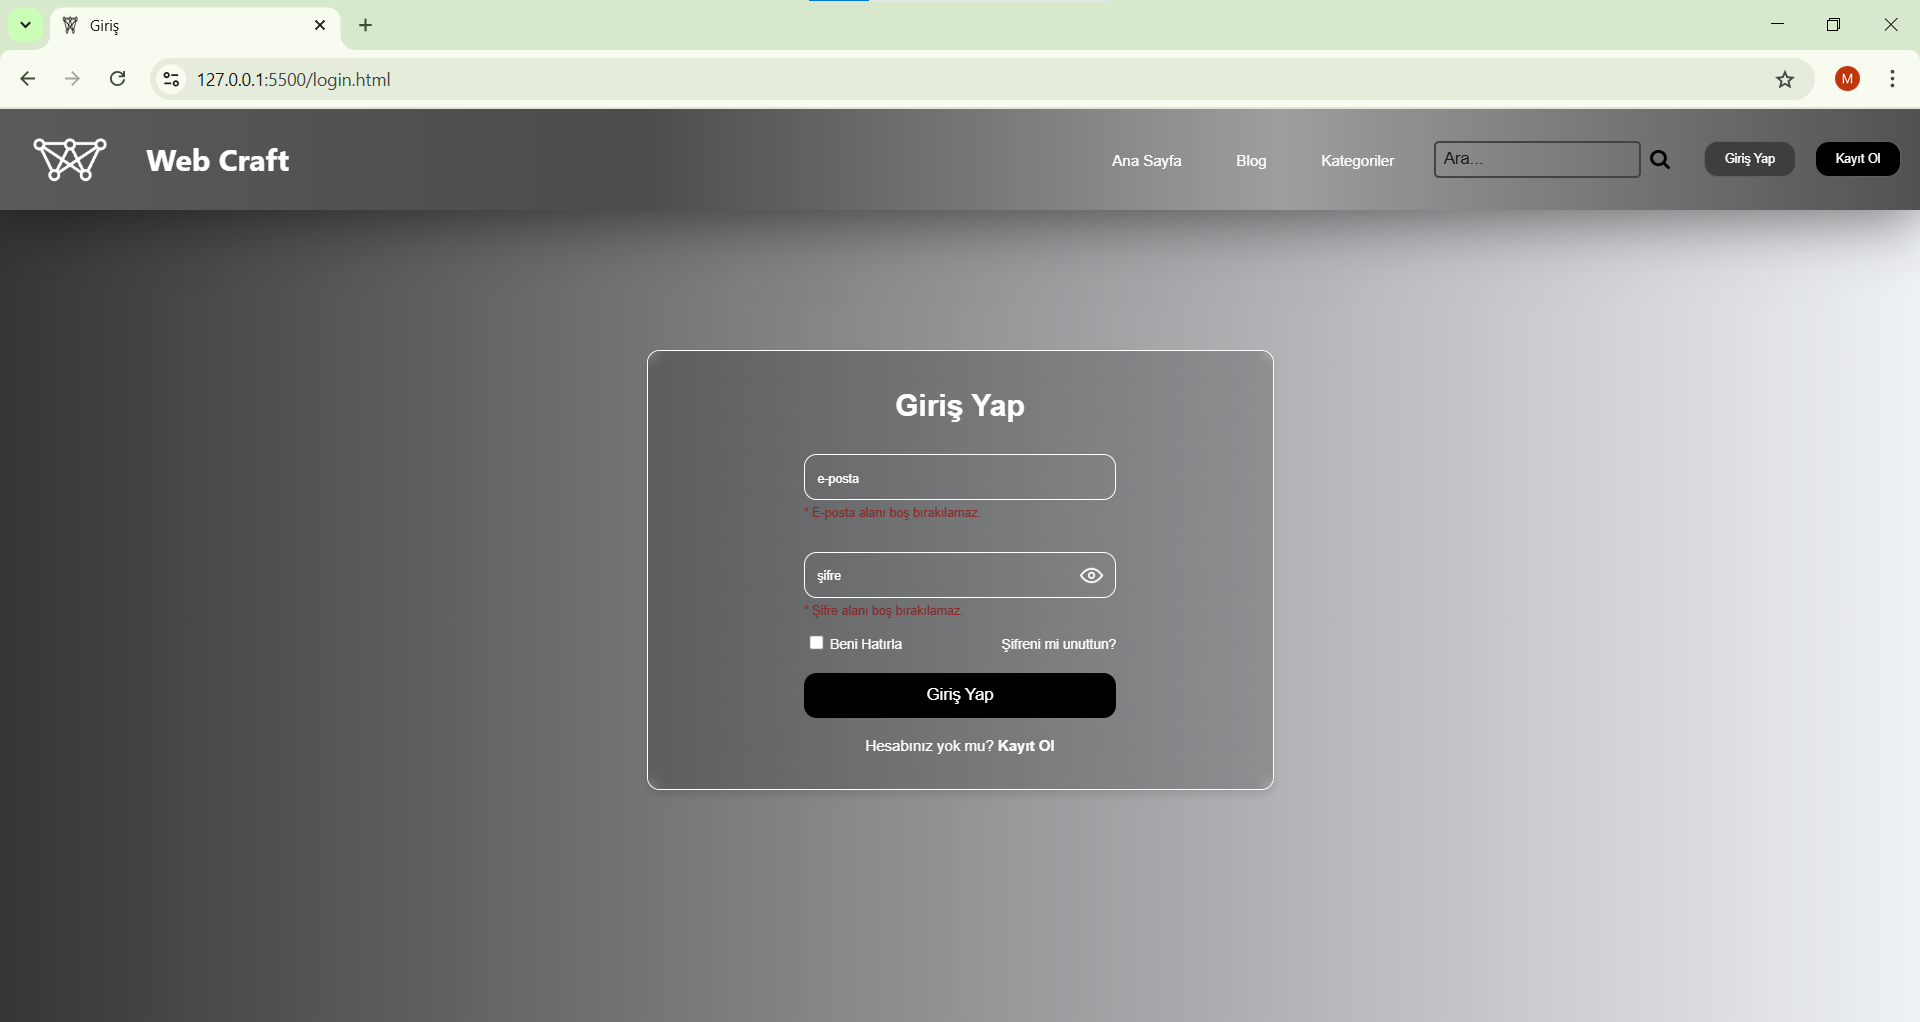 Giriş
127.0.0.1:5500/login.html
M
Web Craft
Ana Sayfa
Blog
Kategoriler
Ara...
Giriş Yap
Kayıt Ol
Giriş Yap
e-posta
* E-posta alanı boş bırakılamaz.
şifre
* Şifre alanı boş bırakılamaz.
Beni Hatırla
Şifreni mi unuttun?
Giriş Yap
Hesabınız yok mu? Kayıt Ol